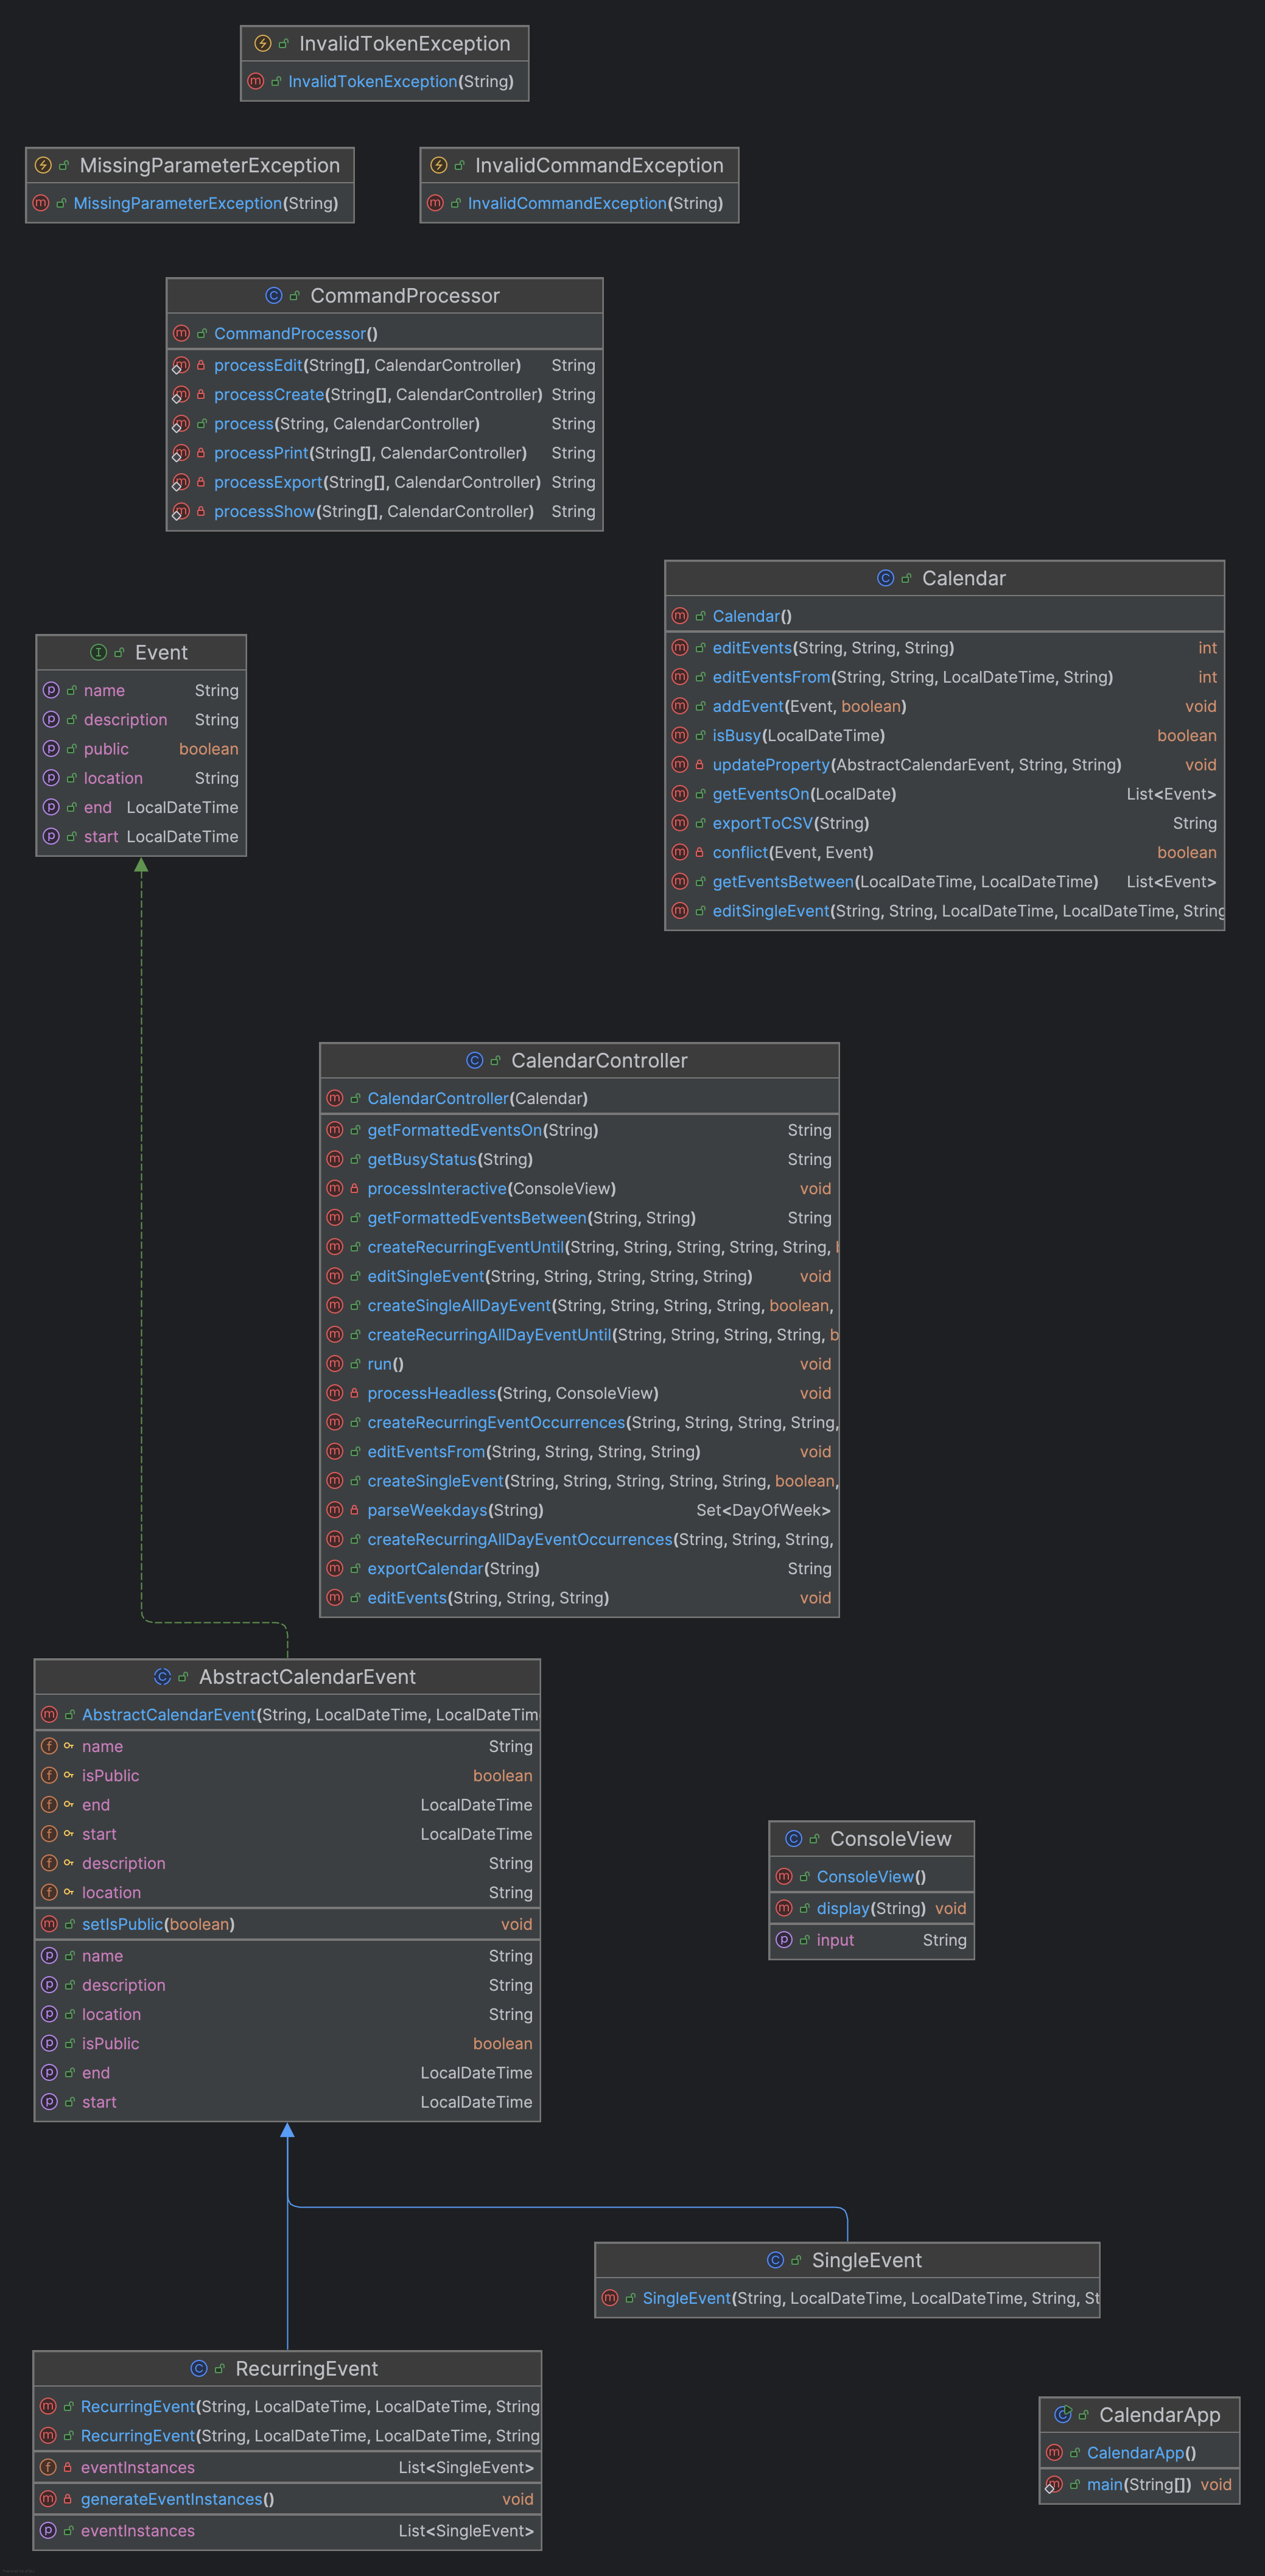 InvalidTokenException
InvalidTokenException(String)
MissingParameterException
MissingParameterException(String)
InvalidCommandException
InvalidCommandException(String)
CommandProcessor
CommandProcessor()
processEdit(String[], CalendarController) String
processCreate(String[], CalendarController) String
process(String, CalendarController) String
processPrint(String[], CalendarController) String
processExport(String[], CalendarController) String
processShow(String[], CalendarController) String
Calendar
Calendar()
editEvents(String, String, String) int
editEventsFrom(String, String, LocalDateTime, String) int
addEvent(Event, boolean) void
isBusy(LocalDateTime) boolean
updateProperty(AbstractCalendarEvent, String, String) void
getEventsOn(LocalDate) List<Event>
exportToCSV(String) String
conflict(Event, Event) boolean
getEventsBetween(LocalDateTime, LocalDateTime) List<Event>
editSingleEvent(String, String, LocalDateTime, LocalDateTime, String
Event
name String
description String
public boolean
location String
end LocalDateTime
start LocalDateTime
CalendarController
CalendarController(Calendar)
getFormattedEventsOn(String) String
getBusyStatus(String) String
processInteractive(ConsoleView) void
getFormattedEventsBetween(String, String) String
createRecurringEventUntil(String, String, String, String, String,
editSingleEvent(String, String, String, String, String) void
createSingleAllDayEvent(String, String, String, String, boolean,
createRecurringAllDayEventUntil(String, String, String, String, b
run() void
processHeadless(String, ConsoleView) void
createRecurringEventOccurrences(String, String, String, String,
editEventsFrom(String, String, String, String) void
createSingleEvent(String, String, String, String, String, boolean,
parseWeekdays(String) Set<DayOfWeek>
createRecurringAllDayEventOccurrences(String, String, String,
exportCalendar(String) String
editEvents(String, String, String) void
AbstractCalendarEvent
AbstractCalendarEvent(String, LocalDateTime, LocalDateTim
name String
isPublic boolean
end LocalDateTime
start LocalDateTime
description String
location String
setIsPublic(boolean) void
name String
description String
location String
isPublic boolean
end LocalDateTime
start LocalDateTime
ConsoleView
ConsoleView()
display(String) void
input String
SingleEvent
SingleEvent(String, LocalDateTime, LocalDateTime, String, St
RecurringEvent
RecurringEvent(String, LocalDateTime, LocalDateTime, String
RecurringEvent(String, LocalDateTime, LocalDateTime, String
eventInstances List<SingleEvent>
generateEventInstances() void
eventInstances List<SingleEvent>
CalendarApp
CalendarApp()
main(String[]) void